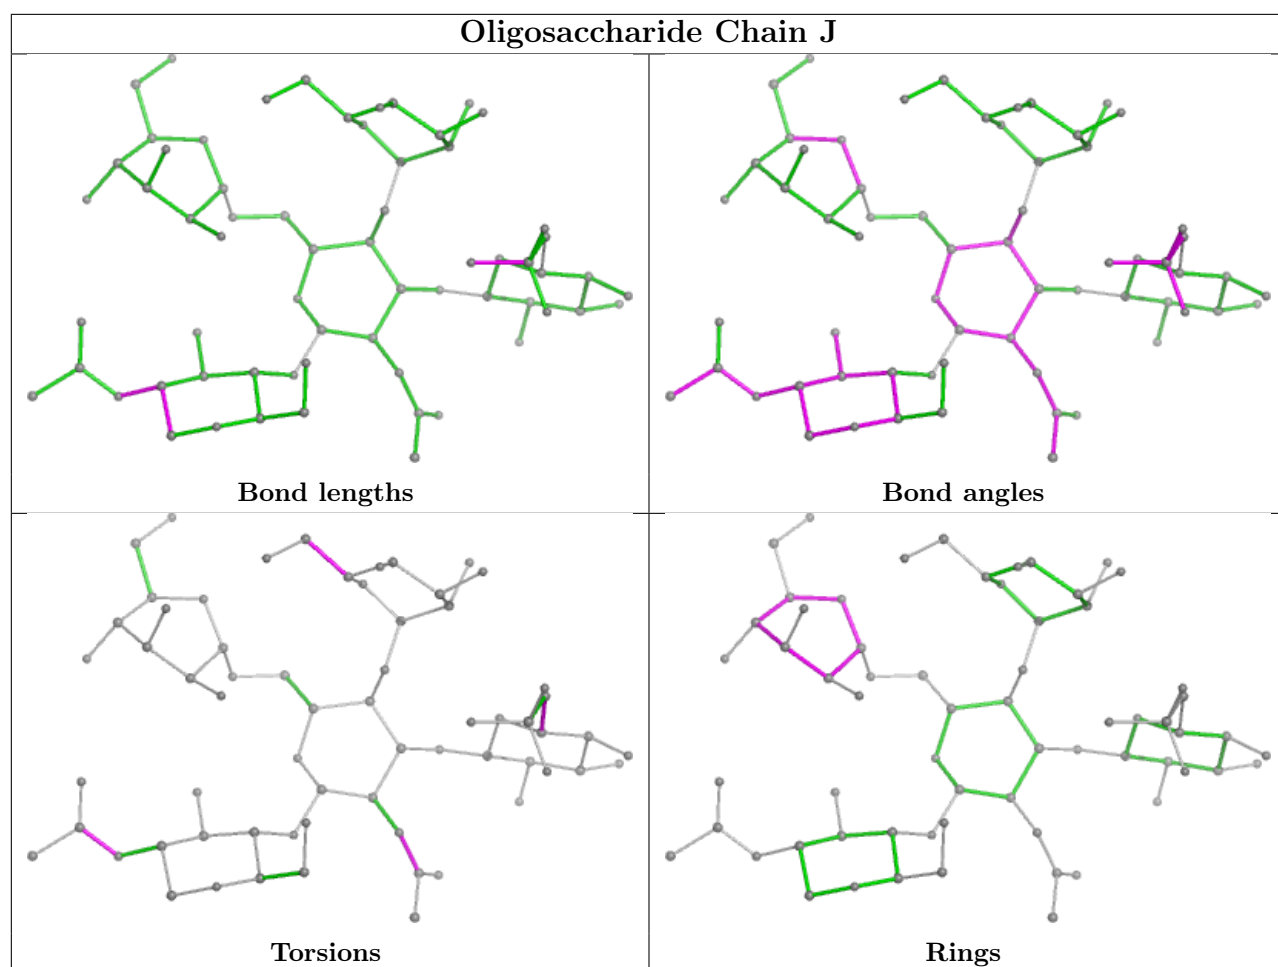 Oligosaccharide Chain J
Bond lengths
Bond angles
Torsions
Rings